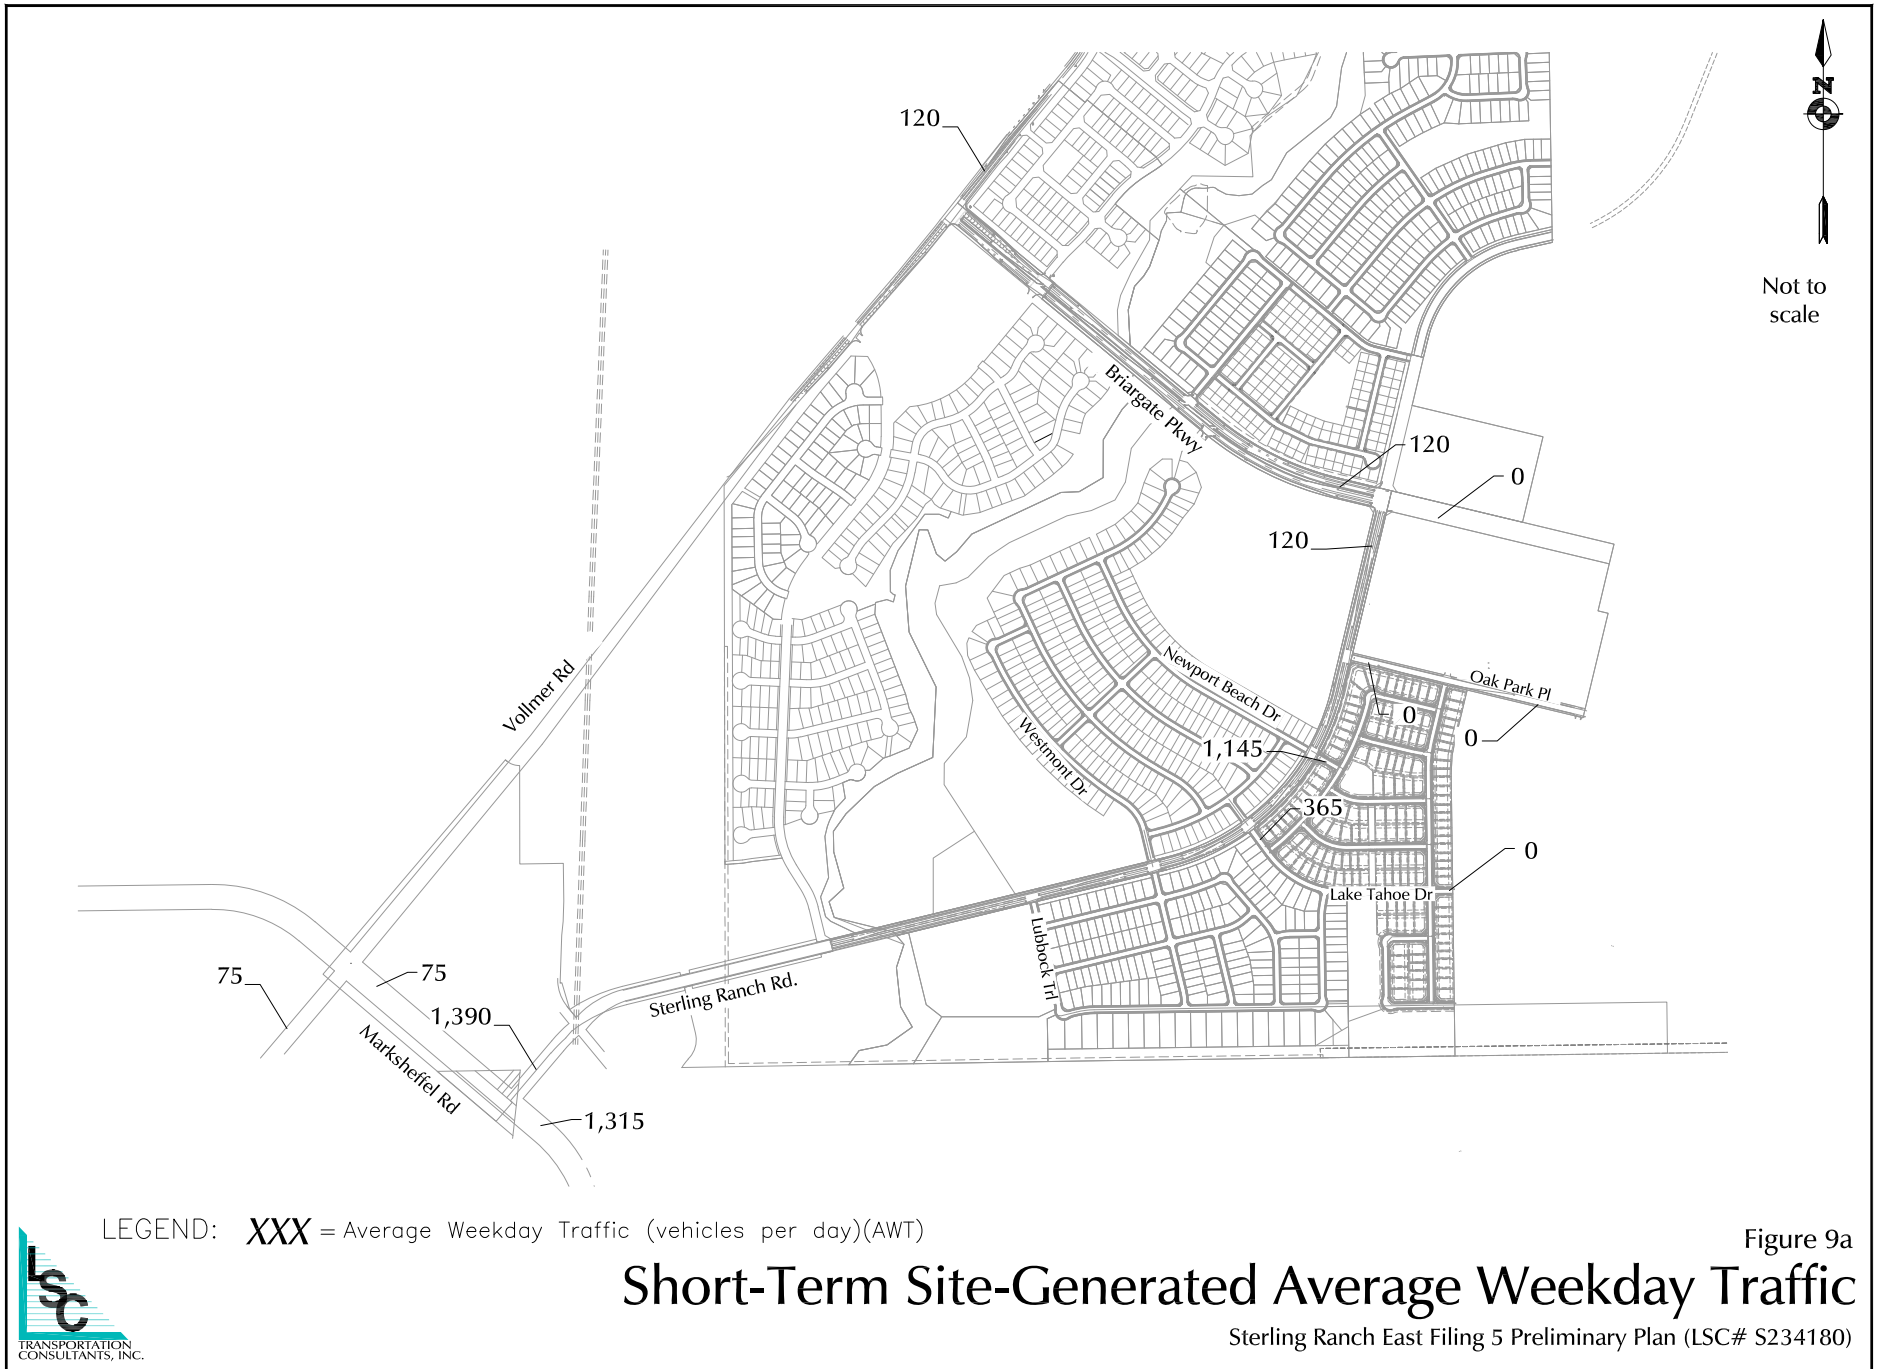 120
N
Not to
scale
Briargate Pkwy
120
0
120
Vollmer Rd
Newport Beach Dr
Oak Park Pl
0
0
1,145
Westmont Dr
365
0
Lake Tahoe Dr
Lubbock Trl
75
75
Sterling Ranch Rd.
1,390
Marksheffel Rd
1,315
LEGEND: XXX = Average Weekday Traffic (vehicles per day)(AWT)
Figure 9a
Short-Term Site-Generated Average Weekday Traffic
Sterling Ranch East Filing 5 Preliminary Plan (LSC# S234180)
LSC
TRANSPORTATION
CONSULTANTS, INC.